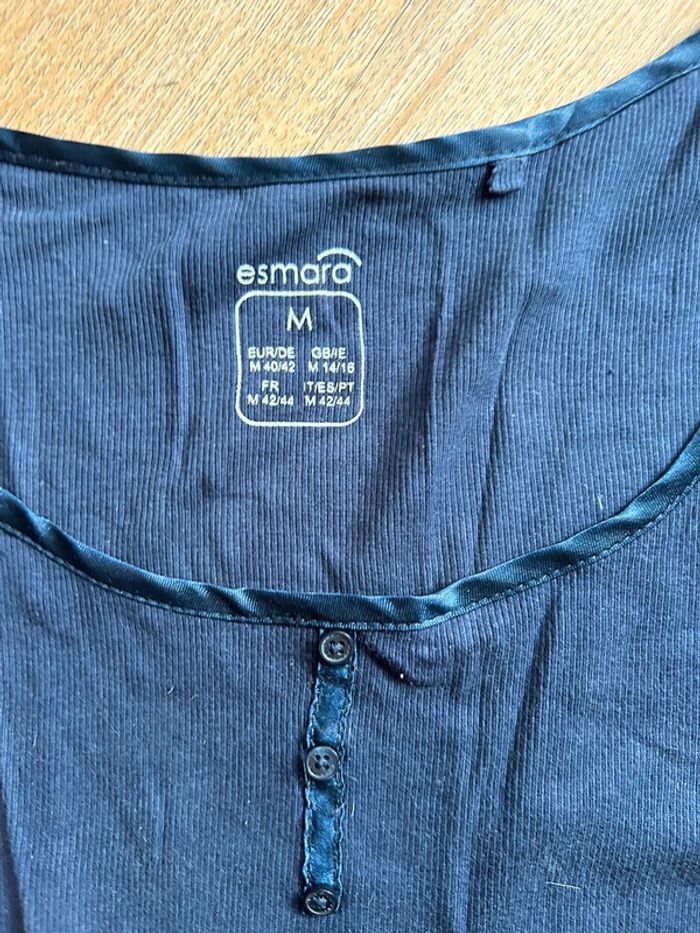 esmara
M
EUR/DE GB/IE
M 40/42 M 14/16
FR IT/ES/PT
M 42/44 M 42/44